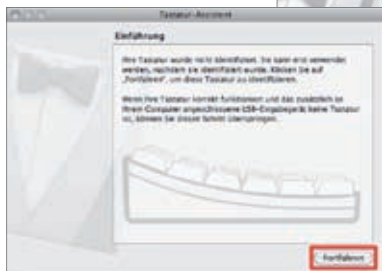 Tastatur-Assistent
Einführung
Ihre Tastatur wurde nicht identifiziert. Sie kann erst verwendet
werden, nachdem sie identifiziert wurde. Klicken Sie auf
„Fortfahren“, um diese Tastatur zu identifizieren.
Wenn Ihre Tastatur korrekt funktioniert und das zusätzlich an
Ihrem Computer angeschlossene USB-Eingabegerät keine Tastatur
ist, können Sie diesen Schritt überspringen.
Fortfahren